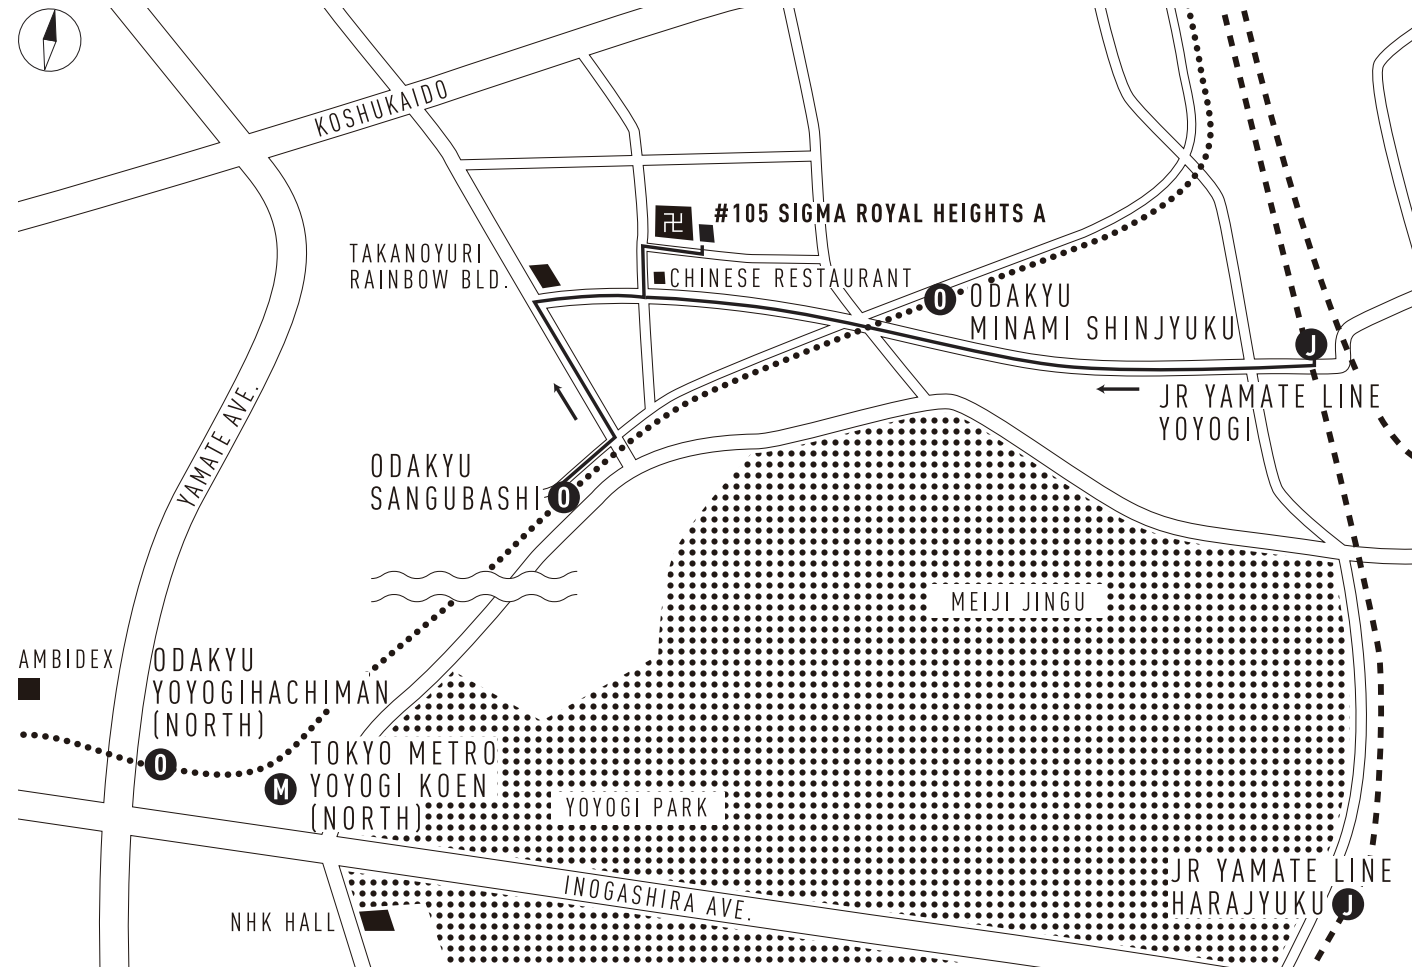 KOSHUKAIDO
卍
#105 SIGMA ROYAL HEIGHTS A
TAKANOYURI
RAINBOW BLD.
CHINESE RESTAURANT
O
ODAKYU
MINAMI SHINJYUKU
J
JR YAMATE LINE
YOYOGI
YAMATE AVE.
ODAKYU
SANGUBASHI
O
MEIJI JINGU
AMBIDEX
ODAKYU
YOYOGIHACHIMAN
(NORTH)
O
M
TOKYO METRO
YOYOGI KOEN
(NORTH)
YOYOGI PARK
INOGASHIRA AVE.
JR YAMATE LINE
HARAJYUKU
J
NHK HALL